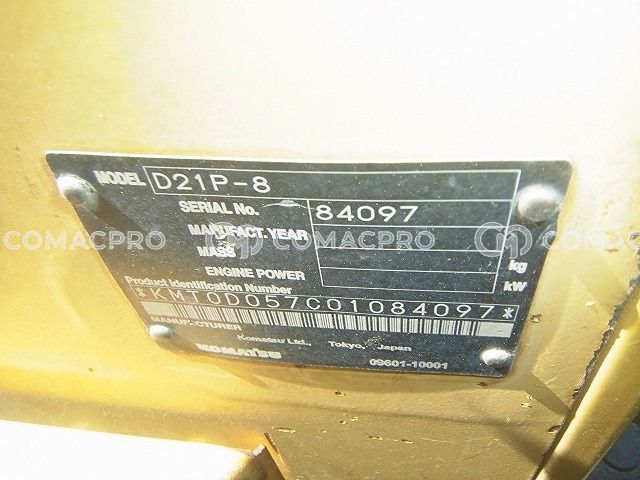 MODEL D21P-8
SERIAL No. 84097
MANUFACT. YEAR
MASS kg
ENGINE POWER kW
Product Identification Number
*KMT0D057C01084097*
MANUFACTURER
Komatsu Ltd. Tokyo, Japan
KOMATSU 09601-10001
COMACPRO COMACPRO